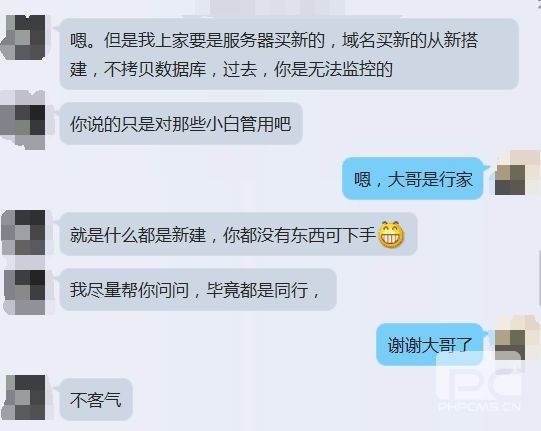 嗯。但是我上家要是服务器买新的，域名买新的从新搭
建，不拷贝数据库，过去，你是无法监控的
你说的只是对那些小白管用吧
嗯，大哥是行家
就是什么都是新建，你都没有东西可下手
我尽量帮你问问，毕竟都是同行，
谢谢大哥了
不客气
PC
PHPCMS.CN